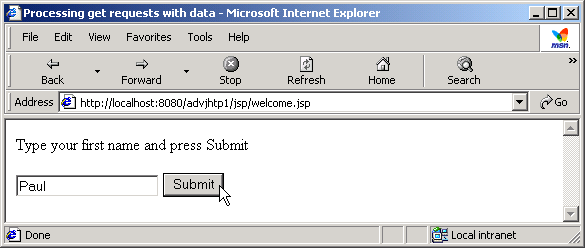 Processing get requests with data - Microsoft Internet Explorer
File Edit View Favorites Tools Help
msn.
Back Forward Stop Refresh Home Search »
Address http://localhost:8080/advjhtp1/jsp/welcome.jsp Go
Type your first name and press Submit
Paul Submit
Done Local intranet